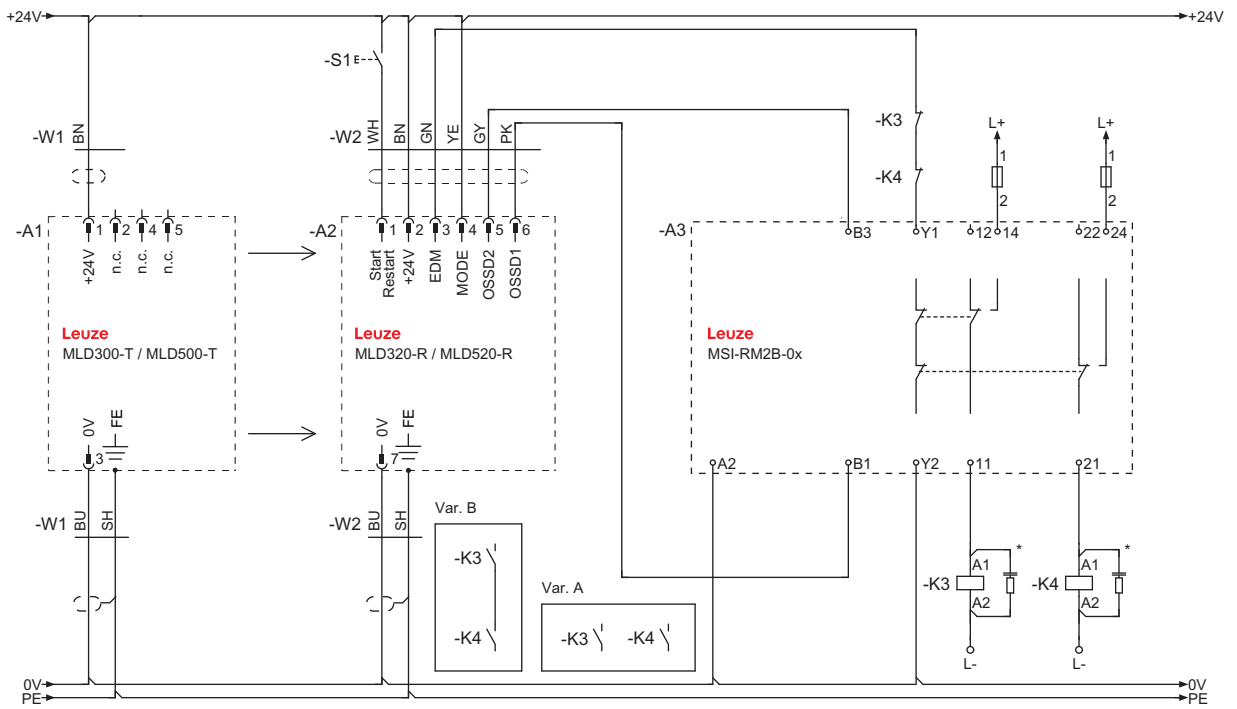 +24V +24V
-S1
-K3
-K4
L+ L+
1 1
2 2
-W1 BN
-W2 WH BN GN YE GY PK
-A1 1 2 4 5
+24V n.c. n.c. n.c.
-A2 1 2 3 4 5 6
Start Restart +24V EDM MODE OSSD2 OSSD1
-A3 B3 Y1 12 14 22 24
Leuze
MLD300-T / MLD500-T
Leuze
MLD320-R / MLD520-R
Leuze
MSI-RM2B-0x
0V FE
3
0V FE
7
A2 B1 Y2 11 21
-W1 BU SH
-W2 BU SH
Var. B
-K3
-K4
Var. A
-K3 -K4
-K3 A1 A2 *
-K4 A1 A2 *
L- L-
0V 0V
PE PE